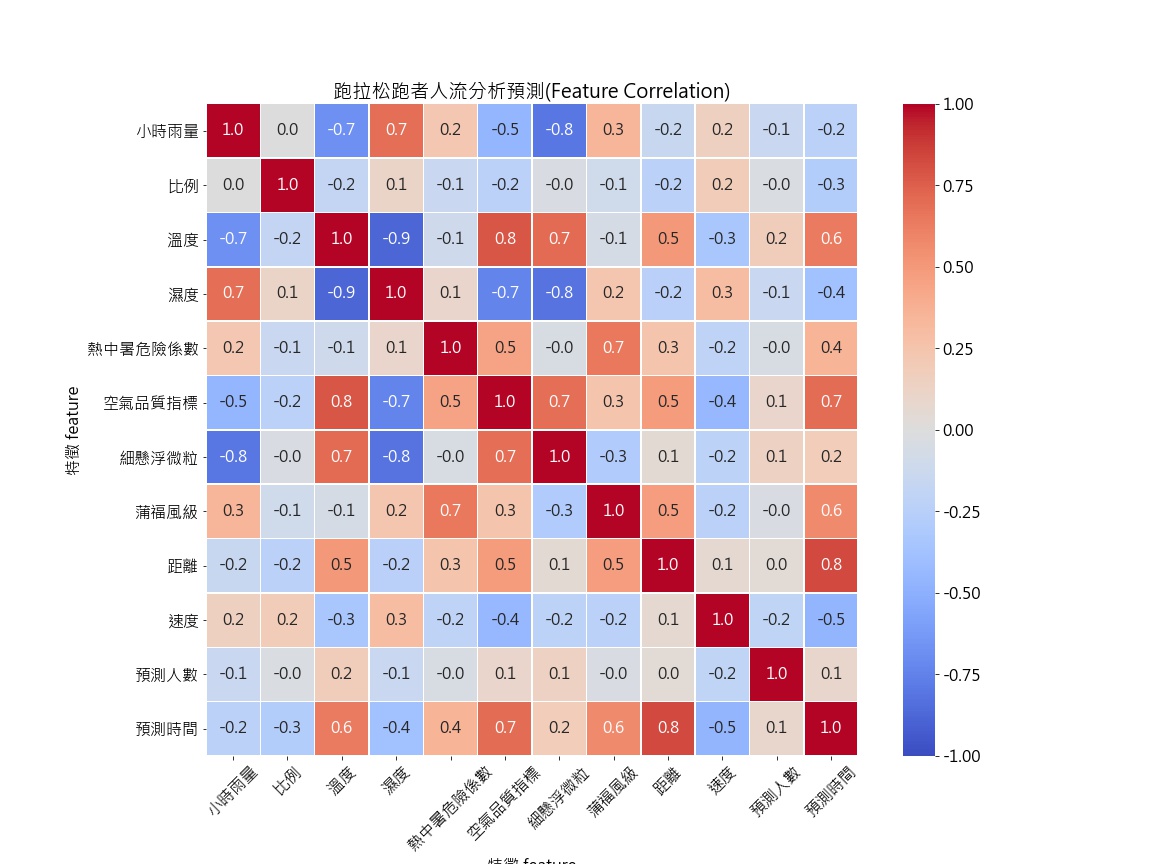 跑拉松跑者人流分析預測(Feature Correlation)
小時雨量 1.0 0.0 -0.7 0.7 0.2 -0.5 -0.8 0.3 -0.2 0.2 -0.1 -0.2
比例 0.0 1.0 -0.2 0.1 -0.1 -0.2 -0.0 -0.1 -0.2 0.2 -0.0 -0.3
溫度 -0.7 -0.2 1.0 -0.9 -0.1 0.8 0.7 -0.1 0.5 -0.3 0.2 0.6
濕度 0.7 0.1 -0.9 1.0 0.1 -0.7 -0.8 0.2 -0.2 0.3 -0.1 -0.4
熱中暑危險係數 0.2 -0.1 -0.1 0.1 1.0 0.5 -0.0 0.7 0.3 -0.2 -0.0 0.4
空氣品質指標 -0.5 -0.2 0.8 -0.7 0.5 1.0 0.7 0.3 0.5 -0.4 0.1 0.7
細懸浮微粒 -0.8 -0.0 0.7 -0.8 -0.0 0.7 1.0 -0.3 0.1 -0.2 0.1 0.2
蒲福風級 0.3 -0.1 -0.1 0.2 0.7 0.3 -0.3 1.0 0.5 -0.2 -0.0 0.6
距離 -0.2 -0.2 0.5 -0.2 0.3 0.5 0.1 0.5 1.0 0.1 0.0 0.8
速度 0.2 0.2 -0.3 0.3 -0.2 -0.4 -0.2 -0.2 0.1 1.0 -0.2 -0.5
預測人數 -0.1 -0.0 0.2 -0.1 -0.0 0.1 0.1 -0.0 0.0 -0.2 1.0 0.1
預測時間 -0.2 -0.3 0.6 -0.4 0.4 0.7 0.2 0.6 0.8 -0.5 0.1 1.0
特徵 feature
小時雨量 比例 溫度 濕度 熱中暑危險係數 空氣品質指標 細懸浮微粒 蒲福風級 距離 速度 預測人數 預測時間
特徵 feature
1.00
0.75
0.50
0.25
0.00
-0.25
-0.50
-0.75
-1.00